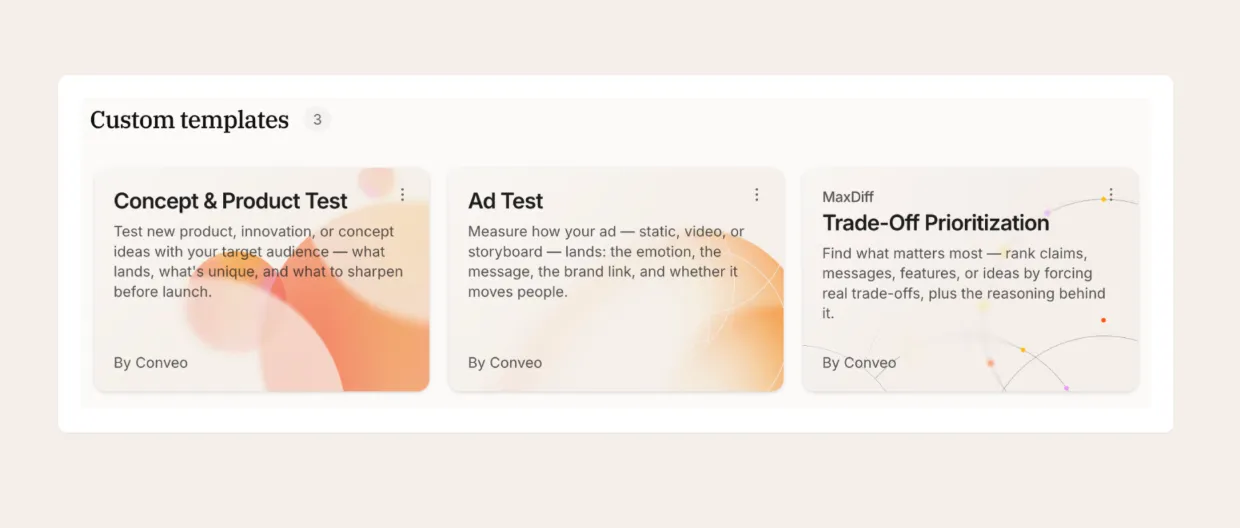 Custom templates 3
Concept & Product Test
Test new product, innovation, or concept
ideas with your target audience — what
lands, what's unique, and what to sharpen
before launch.
By Conveo
Ad Test
Measure how your ad — static, video, or
storyboard — lands: the emotion, the
message, the brand link, and whether it
moves people.
By Conveo
MaxDiff
Trade-Off Prioritization
Find what matters most — rank claims,
messages, features, or ideas by forcing
real trade-offs, plus the reasoning behind
it.
By Conveo